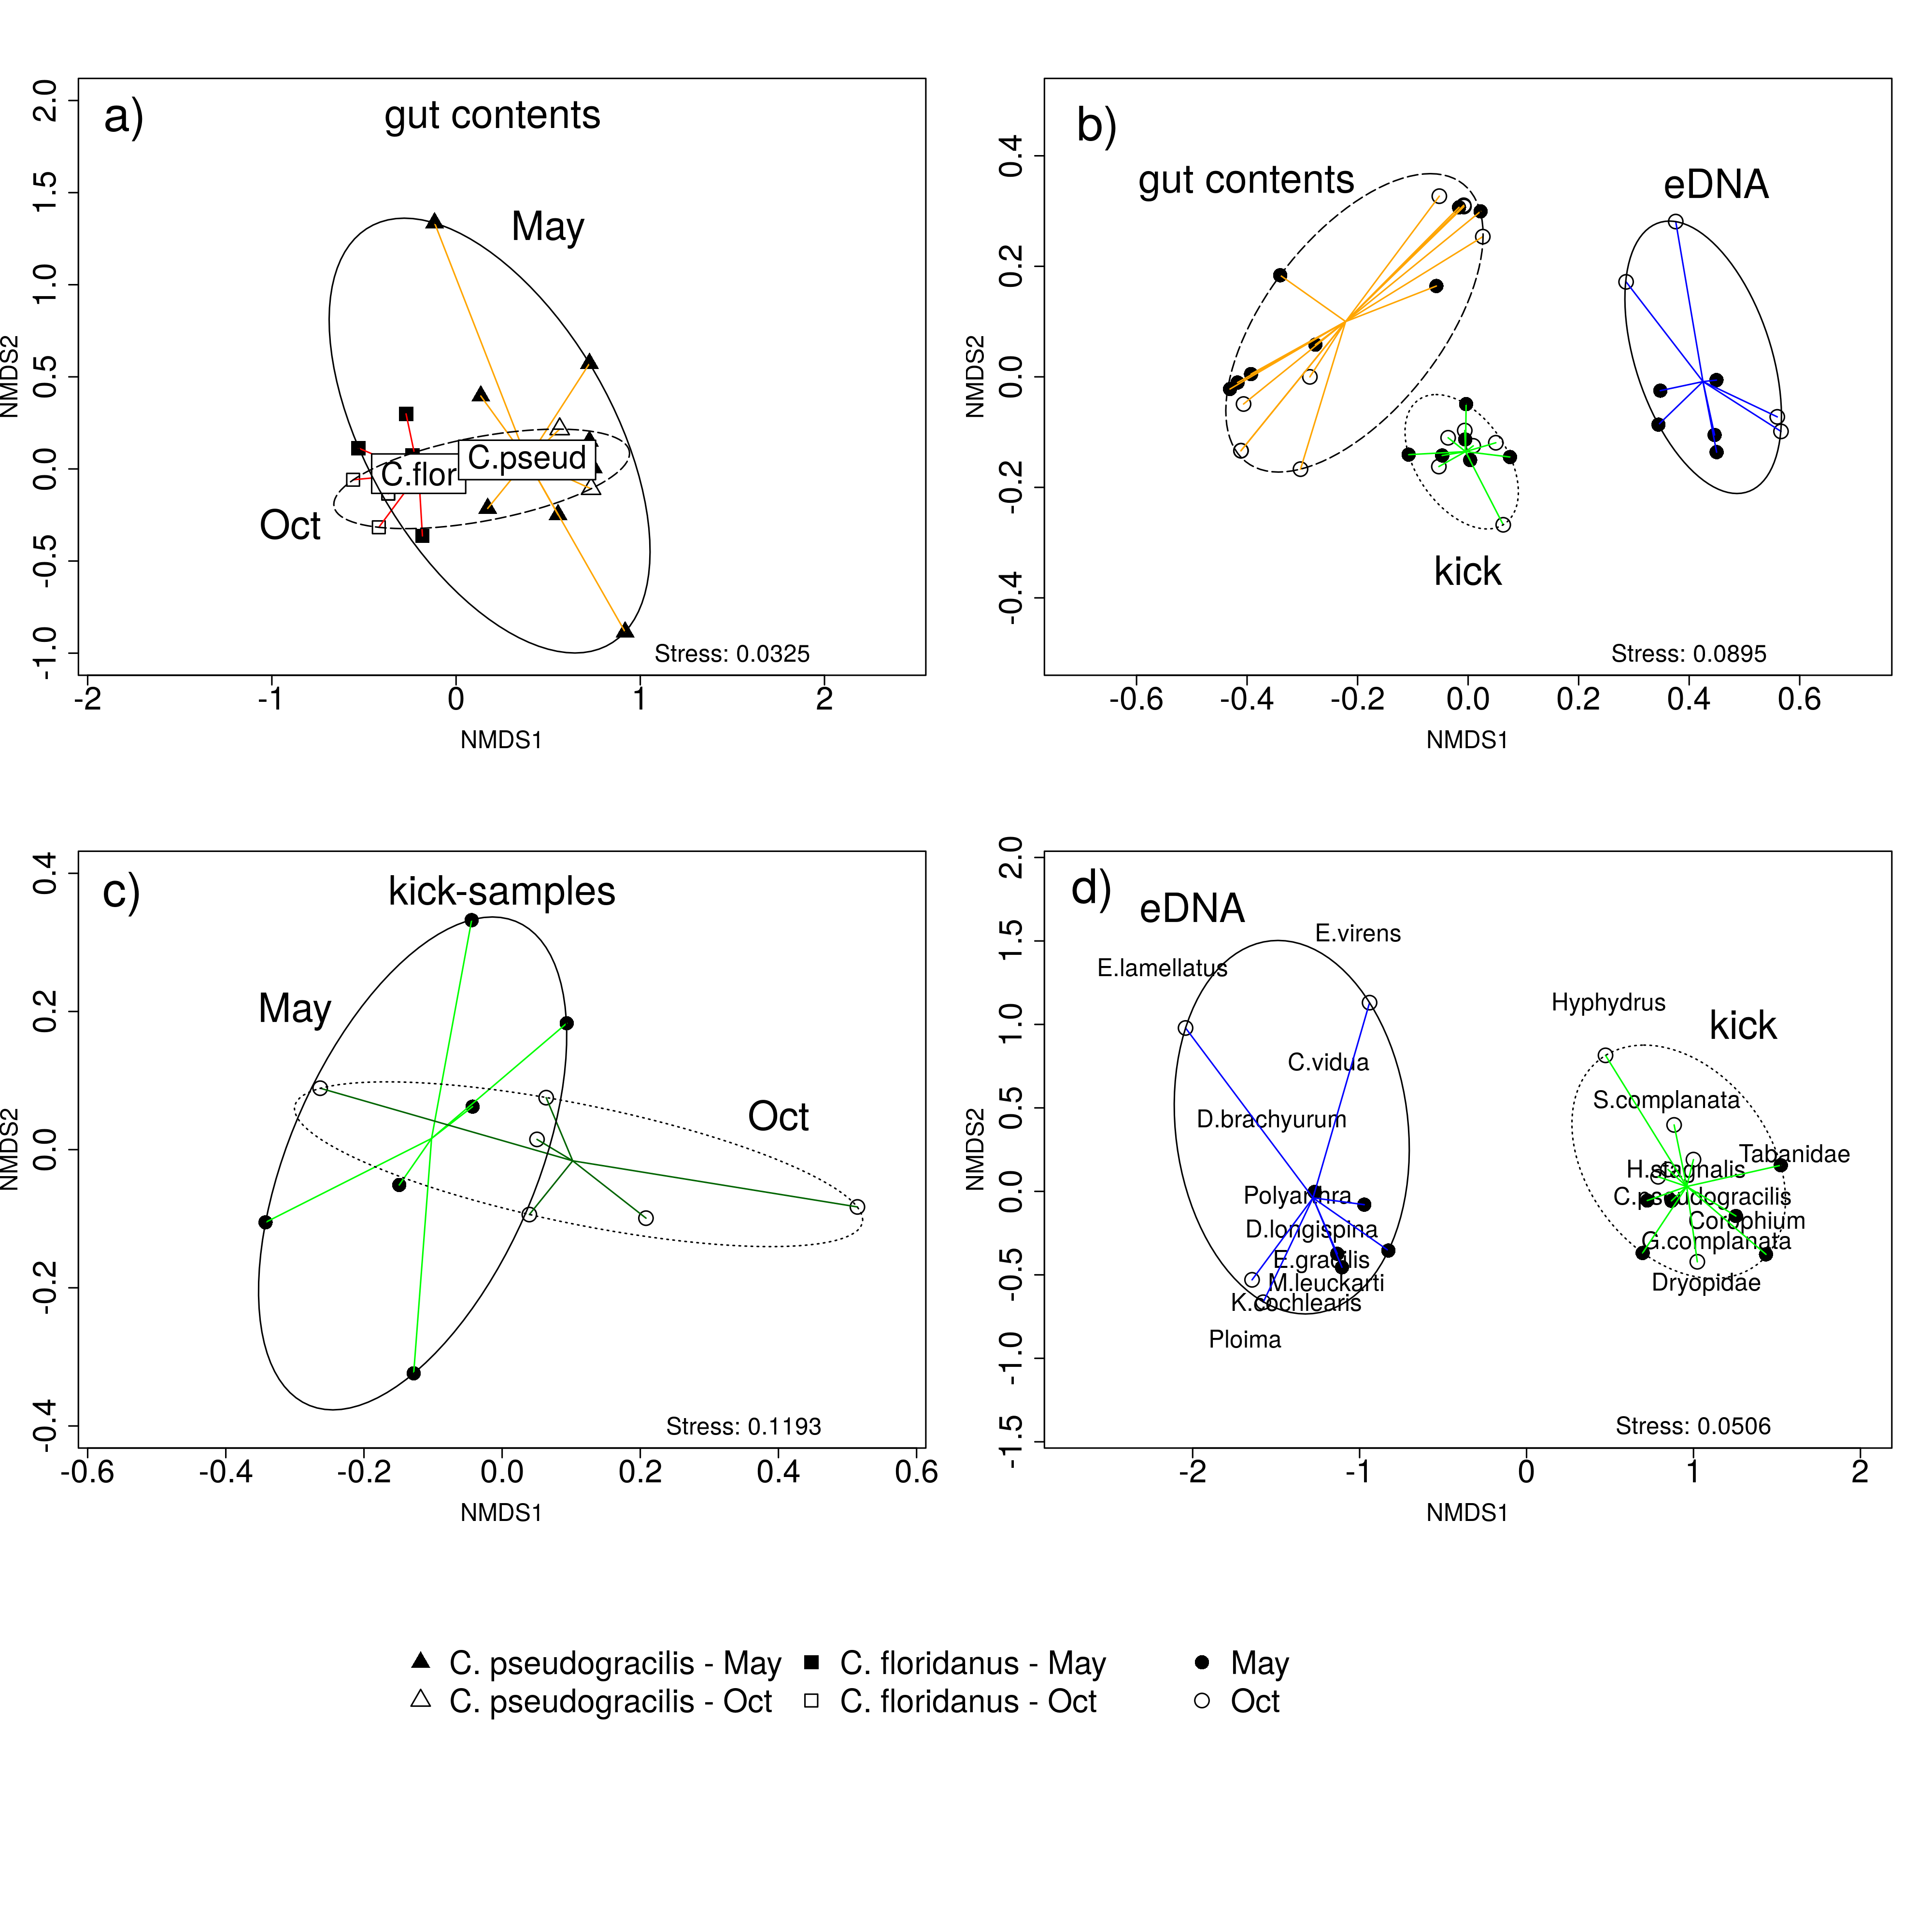 a)
gut contents
May
C.flor
C.pseud
Oct
Stress: 0.0325
2.0
1.5
1.0
0.5
0.0
-0.5
-1.0
NMDS2
-2
-1
0
1
2
NMDS1
b)
gut contents
eDNA
kick
Stress: 0.0895
0.4
0.2
0.0
-0.2
-0.4
NMDS2
-0.6
-0.4
-0.2
0.0
0.2
0.4
0.6
NMDS1
c)
kick-samples
May
Oct
Stress: 0.1193
0.4
0.2
0.0
-0.2
-0.4
NMDS2
-0.6
-0.4
-0.2
0.0
0.2
0.4
0.6
NMDS1
d)
eDNA
E.virens
E.lamellatus
Hyphydrus
kick
C.vidua
S.complanata
D.brachyurum
Tabanidae
H.stagnalis
Polyarthra
C.pseudogracilis
Corophium
D.longispina
G.complanata
E.gracilis
M.leuckarti
Dryopidae
K.cochlearis
Ploima
Stress: 0.0506
2.0
1.5
1.0
0.5
0.0
-0.5
-1.0
-1.5
NMDS2
-2
-1
0
1
2
NMDS1
C. pseudogracilis - May
C. floridanus - May
May
C. pseudogracilis - Oct
C. floridanus - Oct
Oct